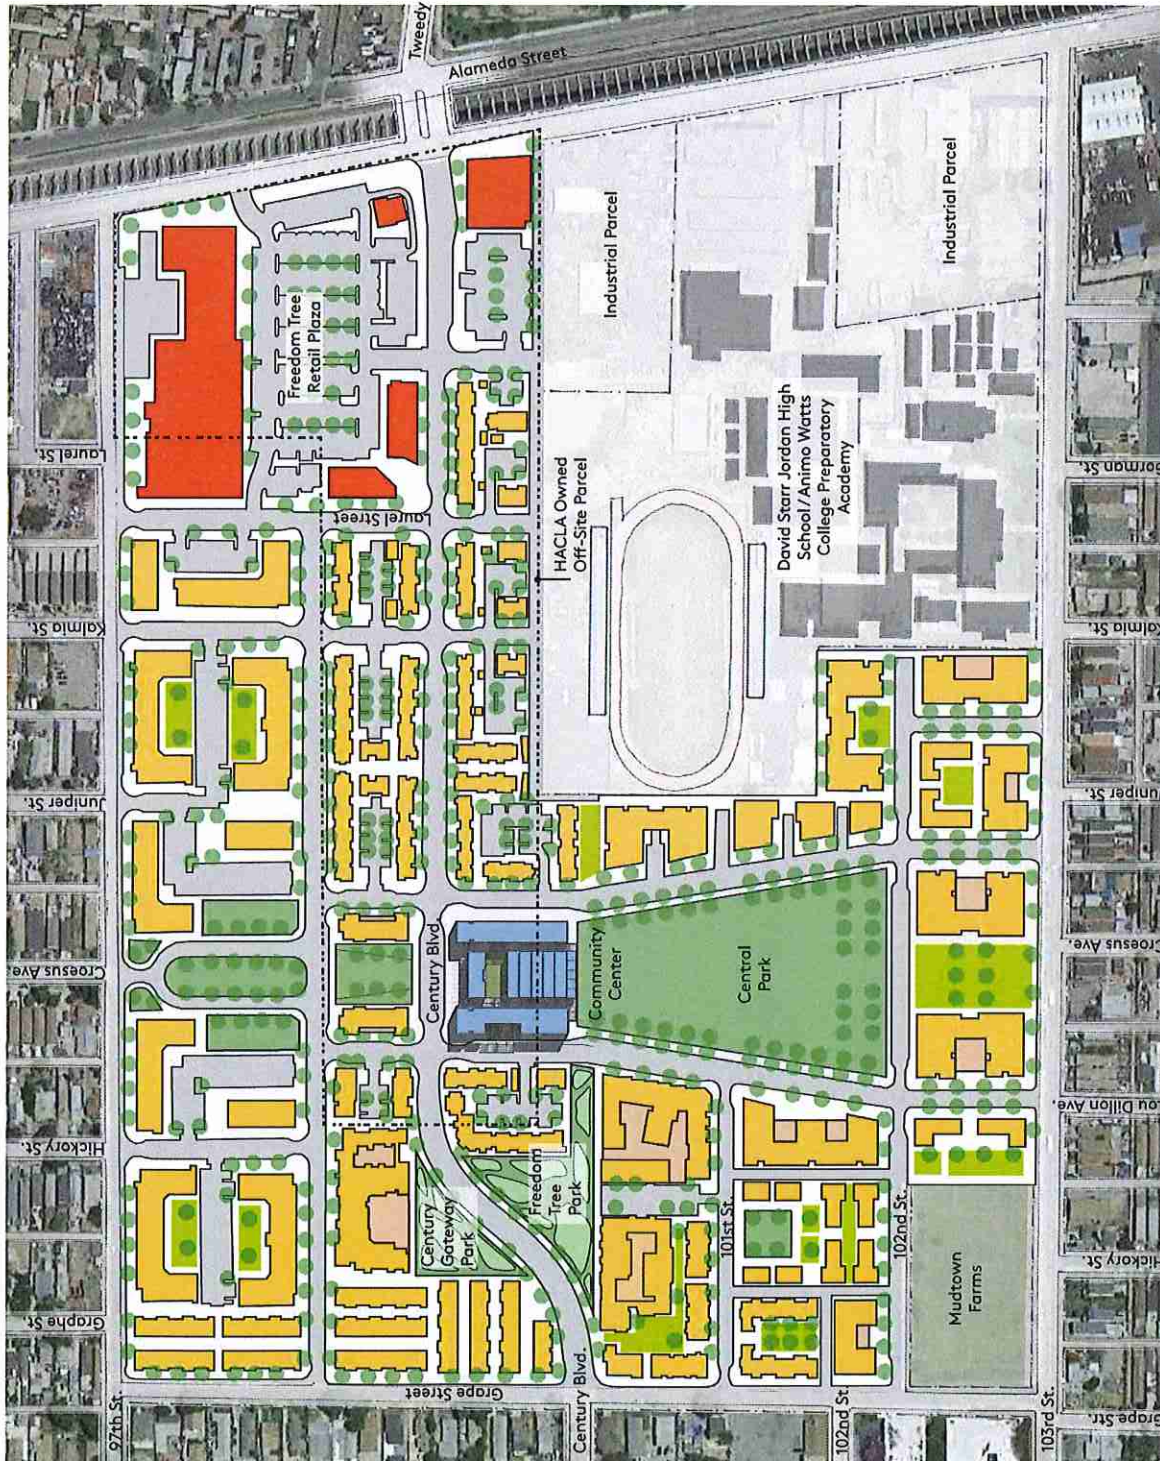 Tweedy
Alameda Street
Industrial Parcel
Industrial Parcel
Freedom Tree
Retail Plaza
Laurel St.
Laurel Street
HACLA Owned
Off-Site Parcel
David Starr Jordan High
School / Animo Watts
College Preparatory
Academy
Gorman St.
Kalmia St.
Kalmia St.
Juniper St.
Juniper St.
Croesus Ave.
Croesus Ave.
Century Blvd
Community
Center
Central
Park
Lou Dillon Ave.
Hickory St.
Hickory St.
Freedom
Tree
Park
Century
Gateway
Park
101st St.
102nd St.
Mudtown
Farms
Graphe St
Grape Street
Grape Str.
97th St.
Century Blvd.
102nd St.
103rd St.